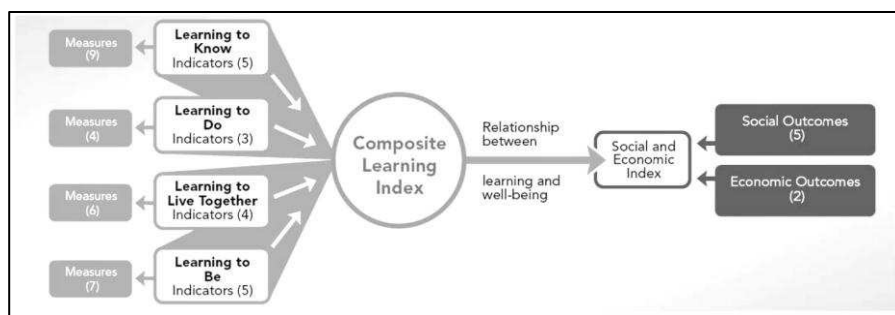 Measures
(9)
Learning to
Know
Indicators (5)
Measures
(4)
Learning to
Do
Indicators (3)
Measures
(6)
Learning to
Live Together
Indicators (4)
Measures
(7)
Learning to
Be
Indicators (5)
Composite
Learning
Index
Relationship
between
learning and
well-being
Social and
Economic
Index
Social Outcomes
(5)
Economic Outcomes
(2)